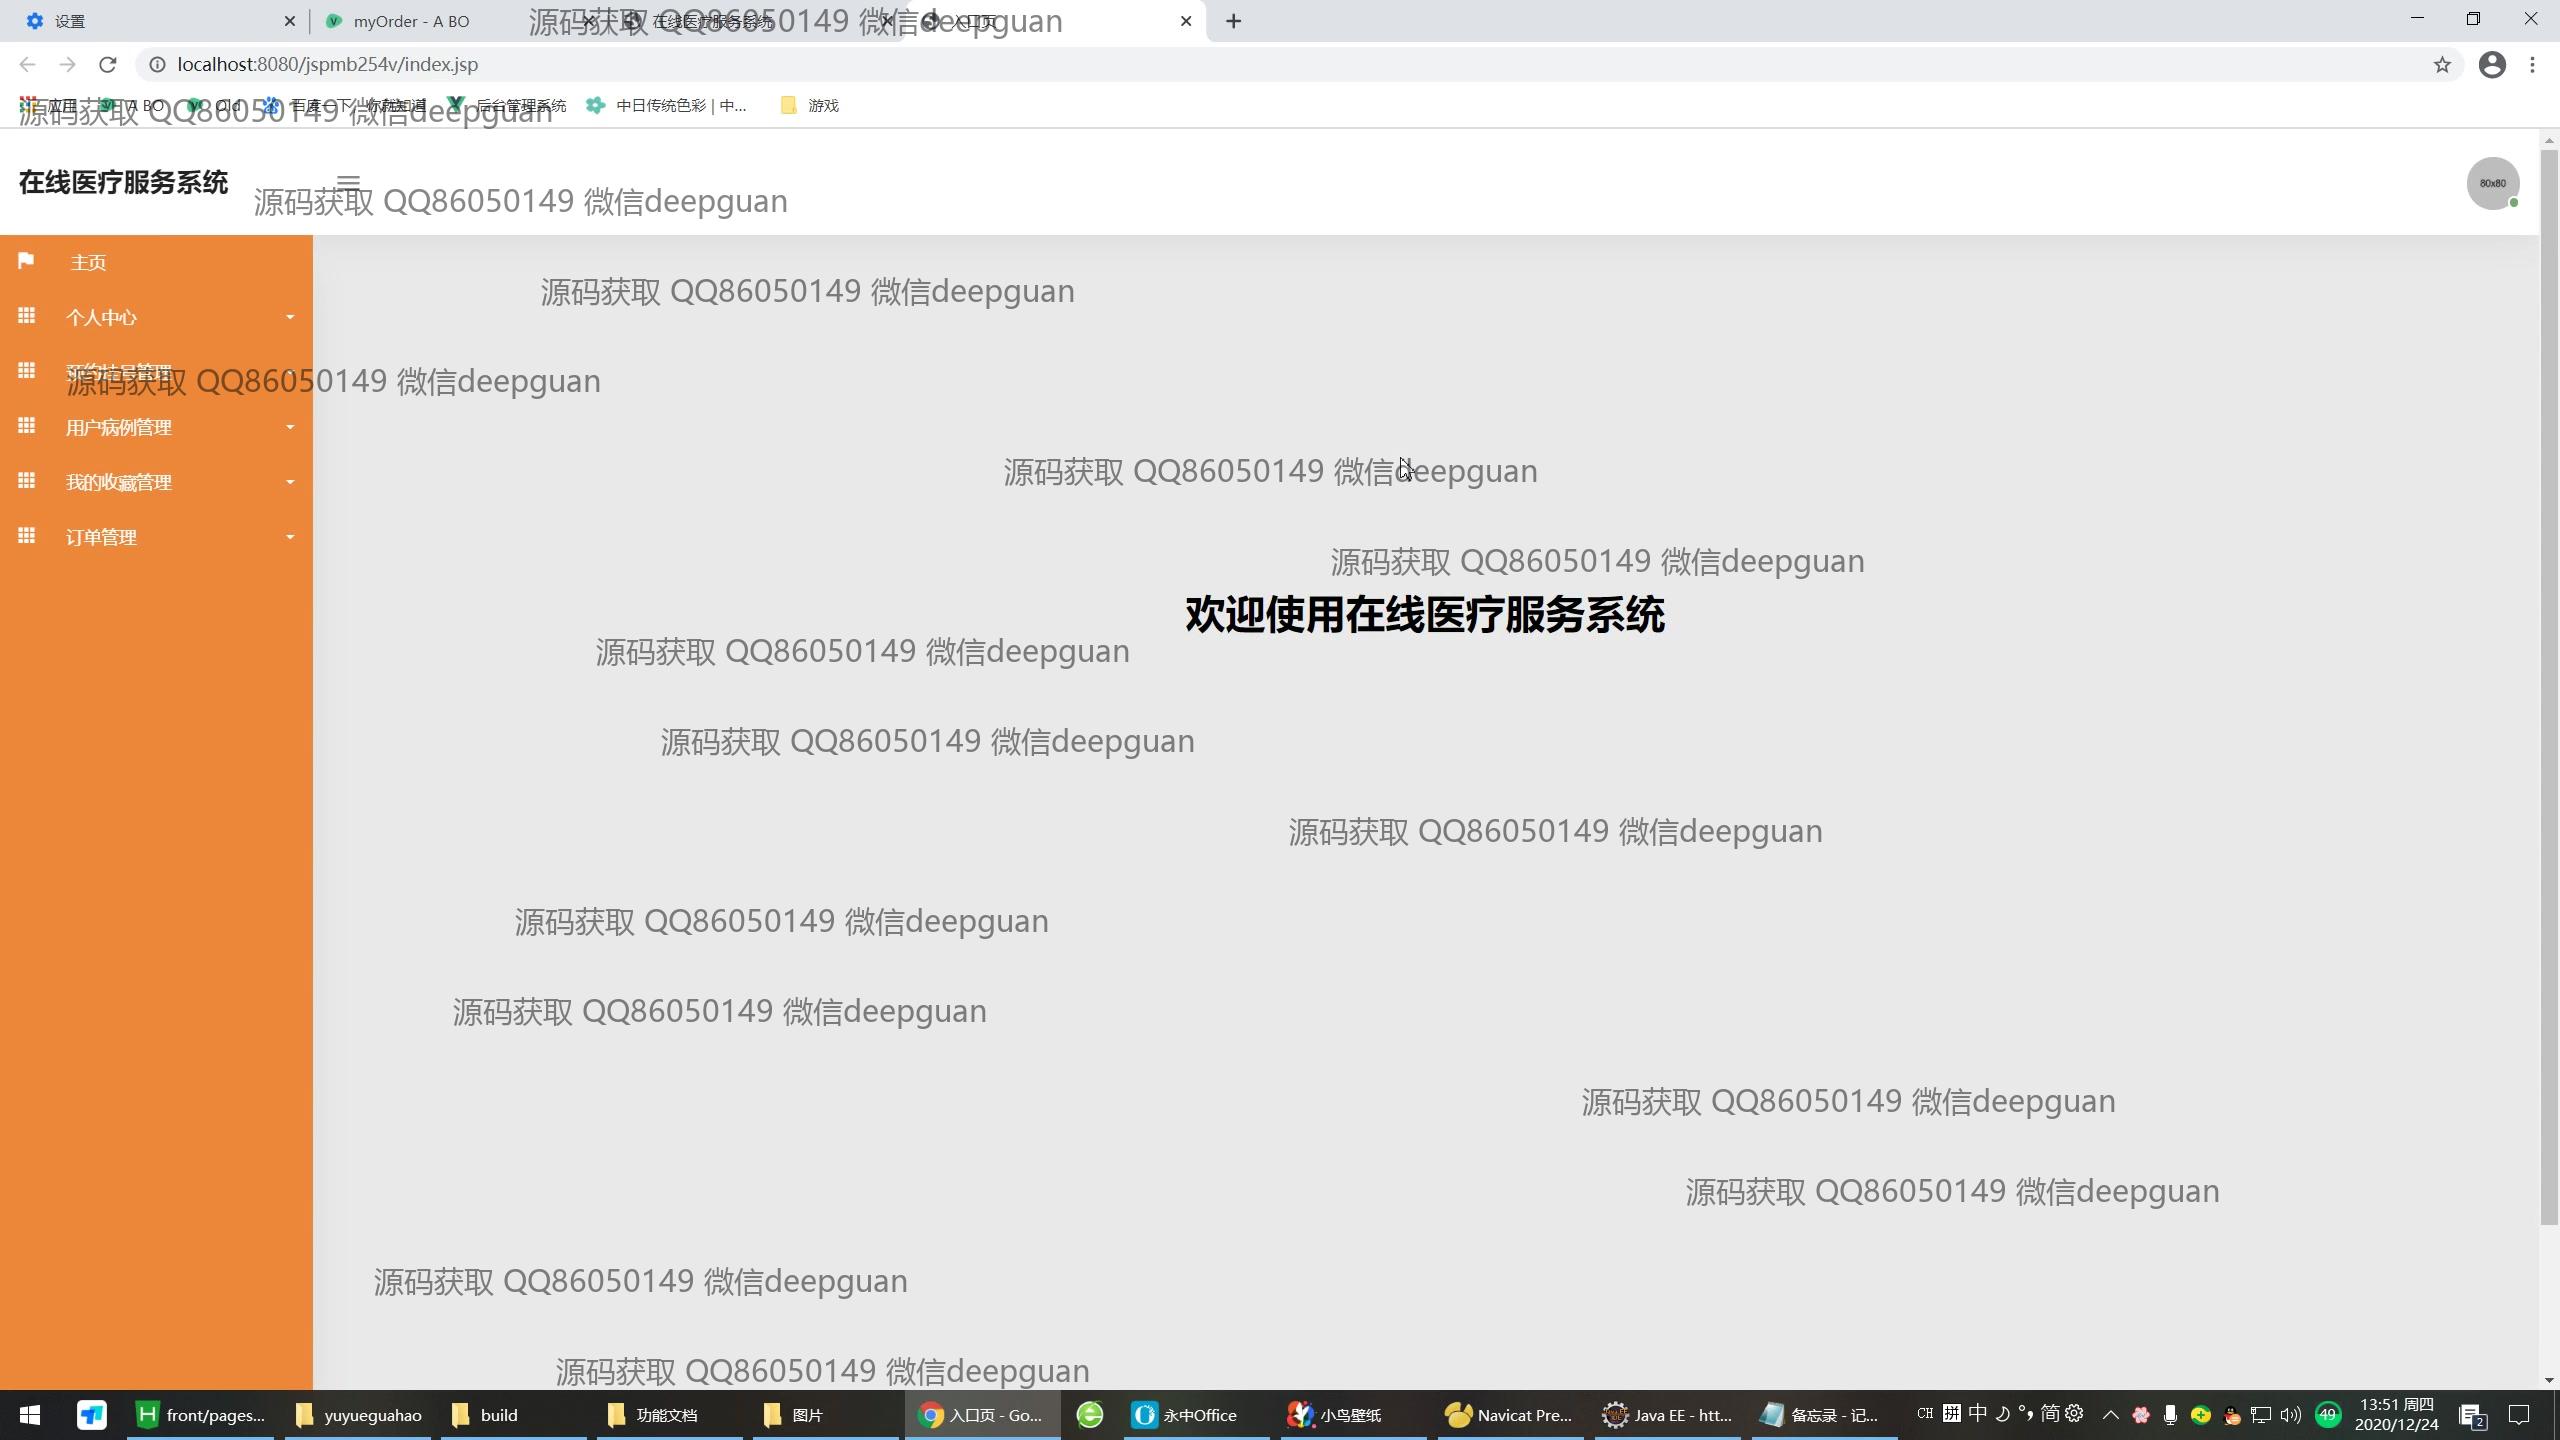 设置
myOrder - A BO
在线医疗服务系统
入口页
源码获取 QQ86050149 微信deepguan
localhost:8080/jspmb254v/index.jsp
应用
A BO
Old
百度一下，你就知道
后台管理系统
中日传统色彩 | 中...
游戏
源码获取 QQ86050149 微信deepguan
在线医疗服务系统
80x80
源码获取 QQ86050149 微信deepguan
主页
源码获取 QQ86050149 微信deepguan
个人中心
预约挂号管理
源码获取 QQ86050149 微信deepguan
用户病例管理
源码获取 QQ86050149 微信deepguan
我的收藏管理
订单管理
源码获取 QQ86050149 微信deepguan
欢迎使用在线医疗服务系统
源码获取 QQ86050149 微信deepguan
源码获取 QQ86050149 微信deepguan
源码获取 QQ86050149 微信deepguan
源码获取 QQ86050149 微信deepguan
源码获取 QQ86050149 微信deepguan
源码获取 QQ86050149 微信deepguan
源码获取 QQ86050149 微信deepguan
源码获取 QQ86050149 微信deepguan
源码获取 QQ86050149 微信deepguan
front/pages...
yuyueguahao
build
功能文档
图片
入口页 - Go...
永中Office
小鸟壁纸
Navicat Pre...
Java EE - htt...
备忘录 - 记...
CH 拼 中 简
49
13:51 周四
2020/12/24
2